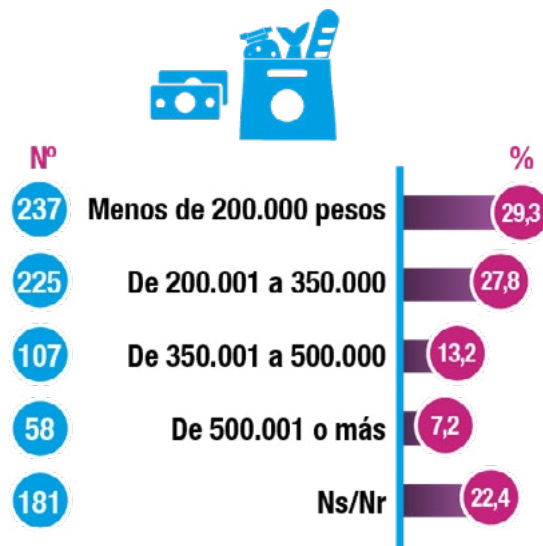 Nº %
237 Menos de 200.000 pesos 29,3
225 De 200.001 a 350.000 27,8
107 De 350.001 a 500.000 13,2
58 De 500.001 o más 7,2
181 Ns/Nr 22,4